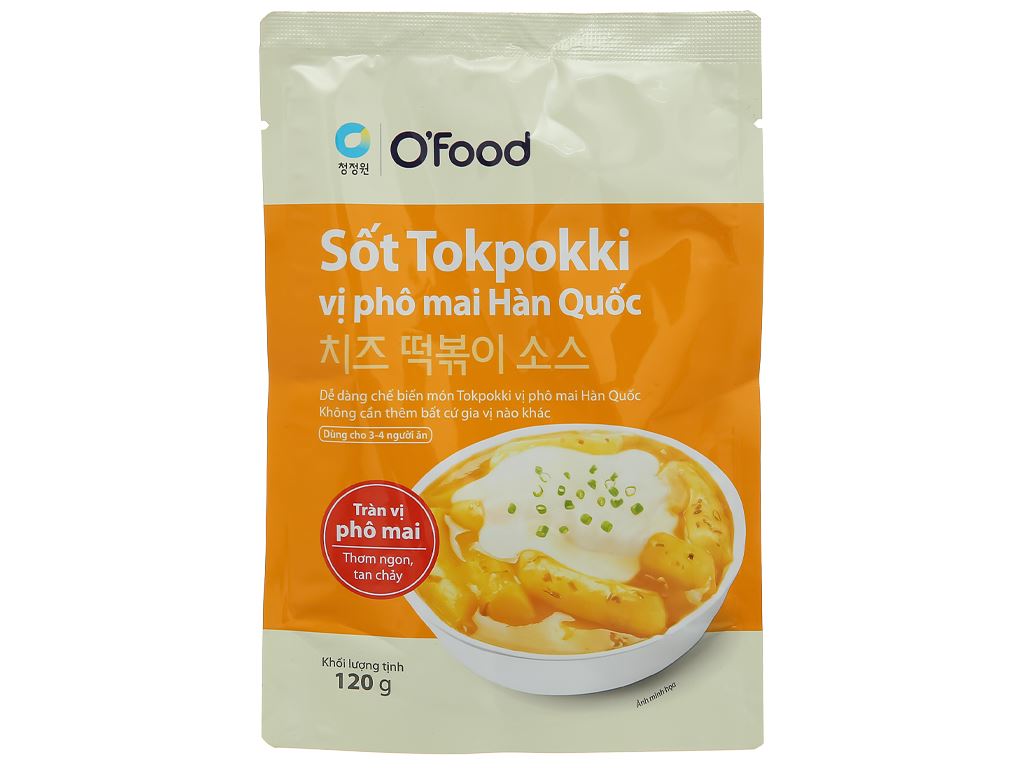 청정원
O'Food
Sốt Tokpokki
vị phô mai Hàn Quốc
치즈 떡볶이 소스
Dễ dàng chế biến món Tokpokki vị phô mai Hàn Quốc
Không cần thêm bất cứ gia vị nào khác
Dùng cho 3-4 người ăn
Tràn vị
phô mai
Thơm ngon,
tan chảy
Khối lượng tịnh
120 g
Ảnh minh họa